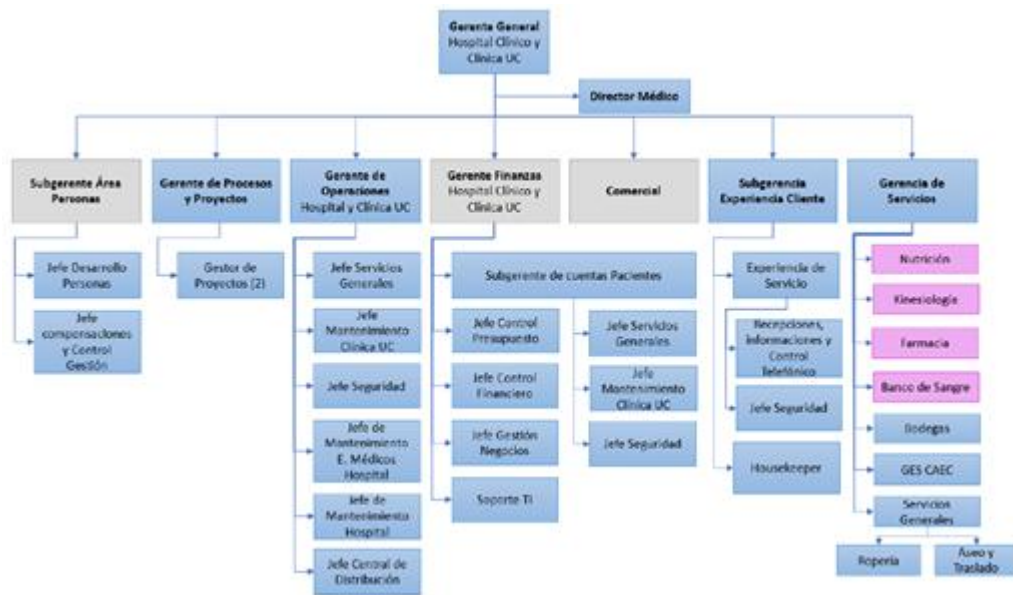 Gerente General
Hospital Clínico y
Clínica UC
Director Médico
Subgerente Área
Personas
Gerente de Procesos
y Proyectos
Gerente de
Operaciones
Hospital y Clínica UC
Gerente Finanzas
Hospital Clínico y
Clínica UC
Comercial
Subgerencia
Experiencia Cliente
Gerencia de
Servicios
Jefe Desarrollo
Personas
Jefe
compensaciones
y Control
Gestión
Gestor de
Proyectos (2)
Jefe Servicios
Generales
Jefe
Mantenimiento
Clínica UC
Jefe Seguridad
Jefe de
Mantenimiento
E. Médicos
Hospital
Jefe de
Mantenimiento
Hospital
Jefe Central de
Distribución
Subgerente de cuentas Pacientes
Jefe Control
Presupuesto
Jefe Control
Financiero
Jefe Gestión
Negocios
Soporte TI
Jefe Servicios
Generales
Jefe
Mantenimiento
Clínica UC
Jefe Seguridad
Experiencia de
Servicio
Recepciones,
informaciones y
Control
Telefónico
Jefe Seguridad
Housekeeper
Nutrición
Kinesiología
Farmacia
Banco de Sangre
Bodegas
GES CAEC
Servicios
Generales
Ropería
Aseo y
Traslado